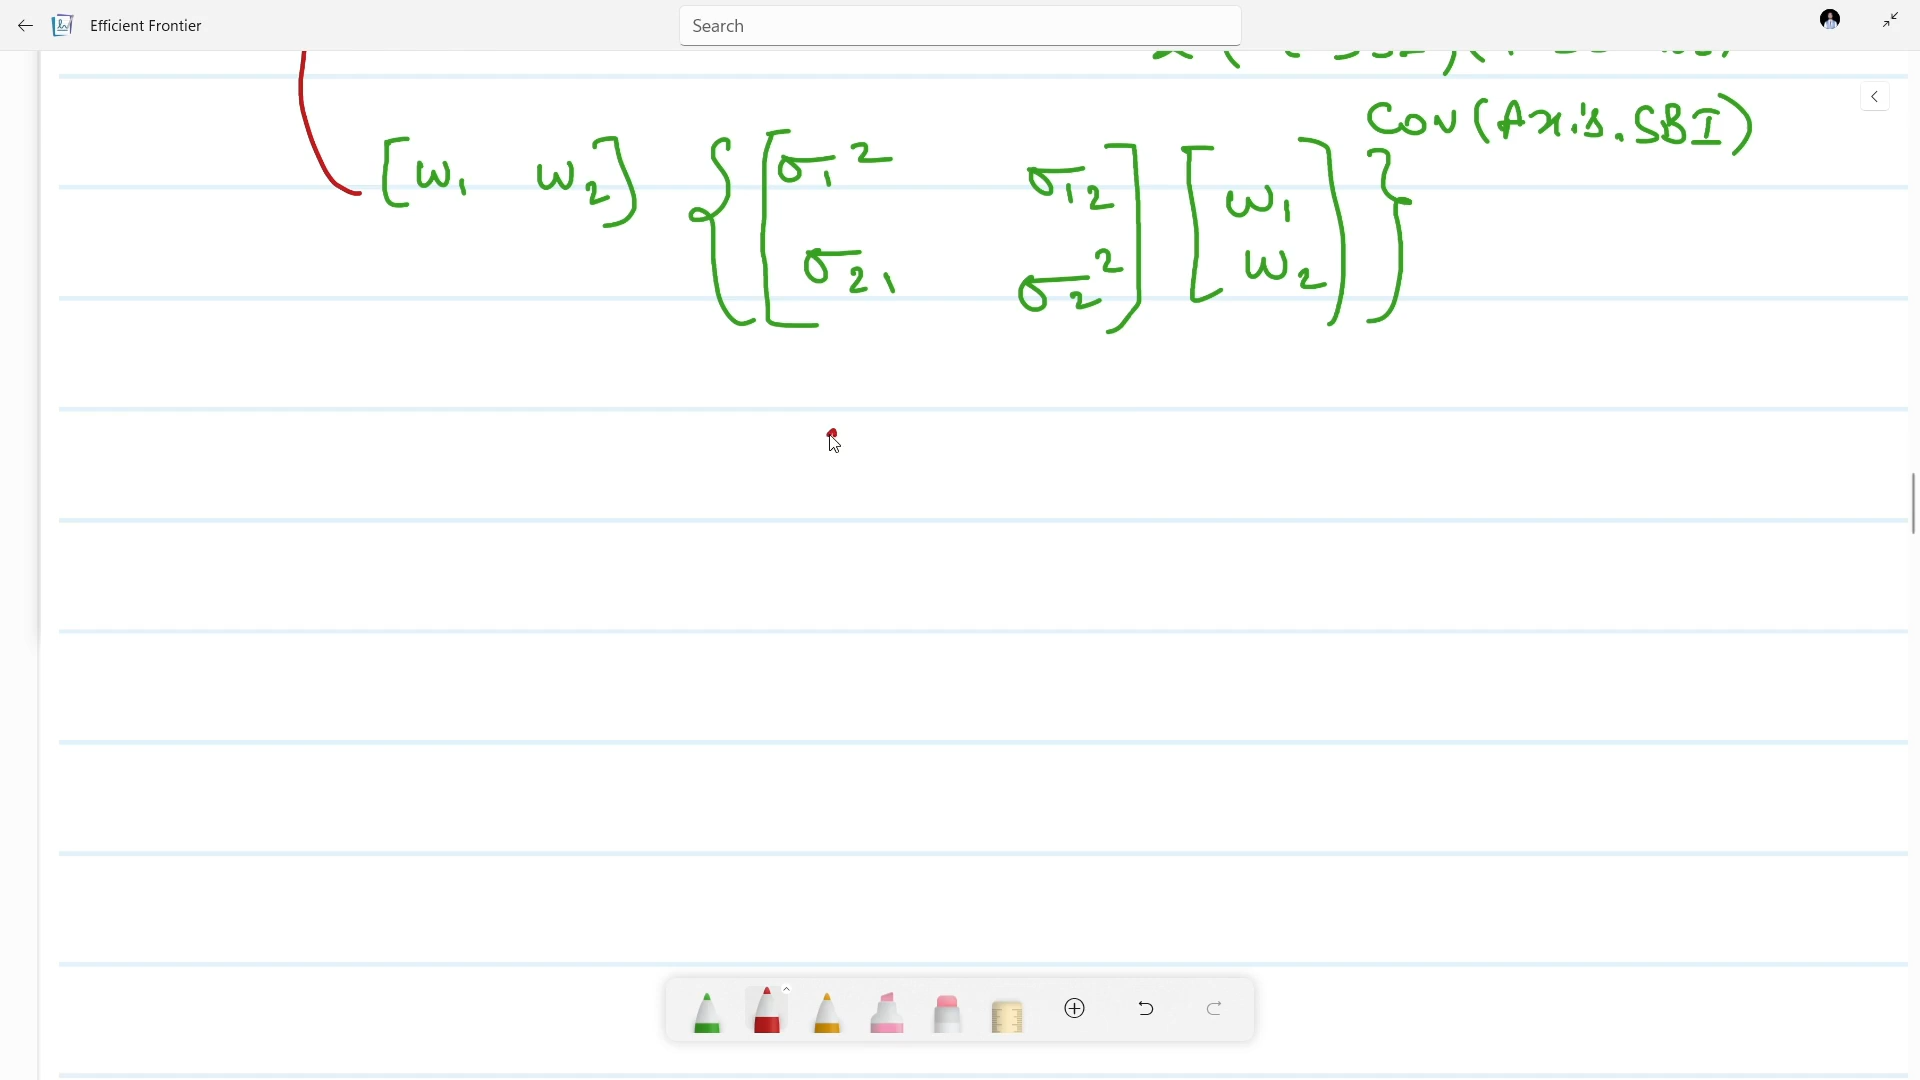 Efficient Frontier
Search
Cov (Axis. SBI)
[w₁ w₂] { [σ₁² σ₁₂
σ₂₁ σ₂²] [w₁
w₂] }